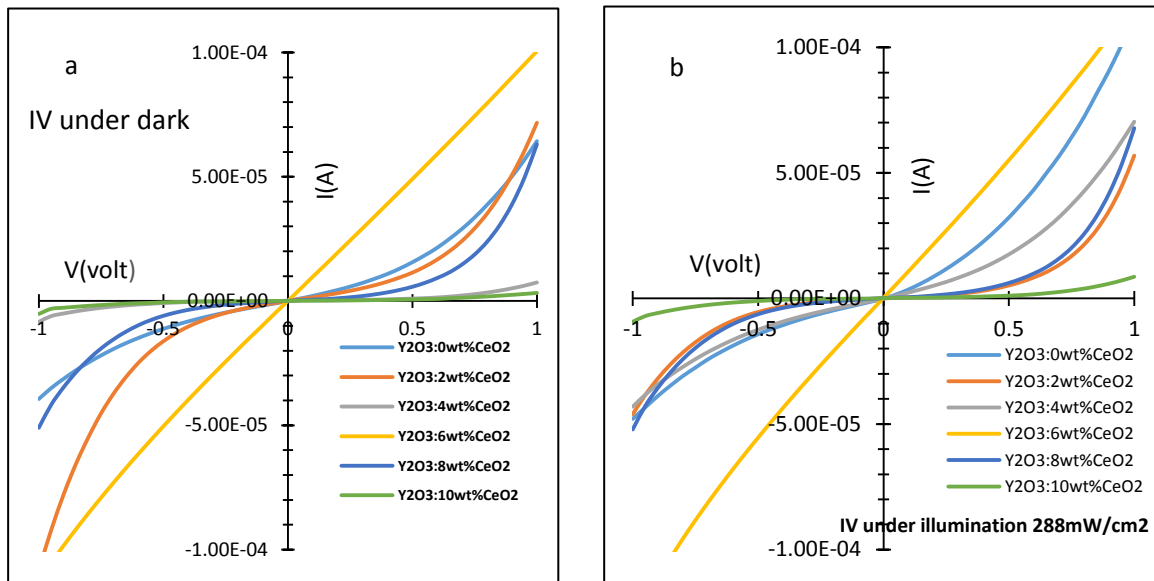 a
IV under dark
1.00E-04
5.00E-05
0.00E+00
-5.00E-05
-1.00E-04
I(A)
V(volt)
-1
-0.5
0
0.5
1
Y2O3:0wt%CeO2
Y2O3:2wt%CeO2
Y2O3:4wt%CeO2
Y2O3:6wt%CeO2
Y2O3:8wt%CeO2
Y2O3:10wt%CeO2
b
1.00E-04
5.00E-05
0.00E+00
-5.00E-05
-1.00E-04
I(A)
V(volt)
-1
-0.5
0
0.5
1
Y2O3:0wt%CeO2
Y2O3:2wt%CeO2
Y2O3:4wt%CeO2
Y2O3:6wt%CeO2
Y2O3:8wt%CeO2
Y2O3:10wt%CeO2
IV under illumination 288mW/cm2